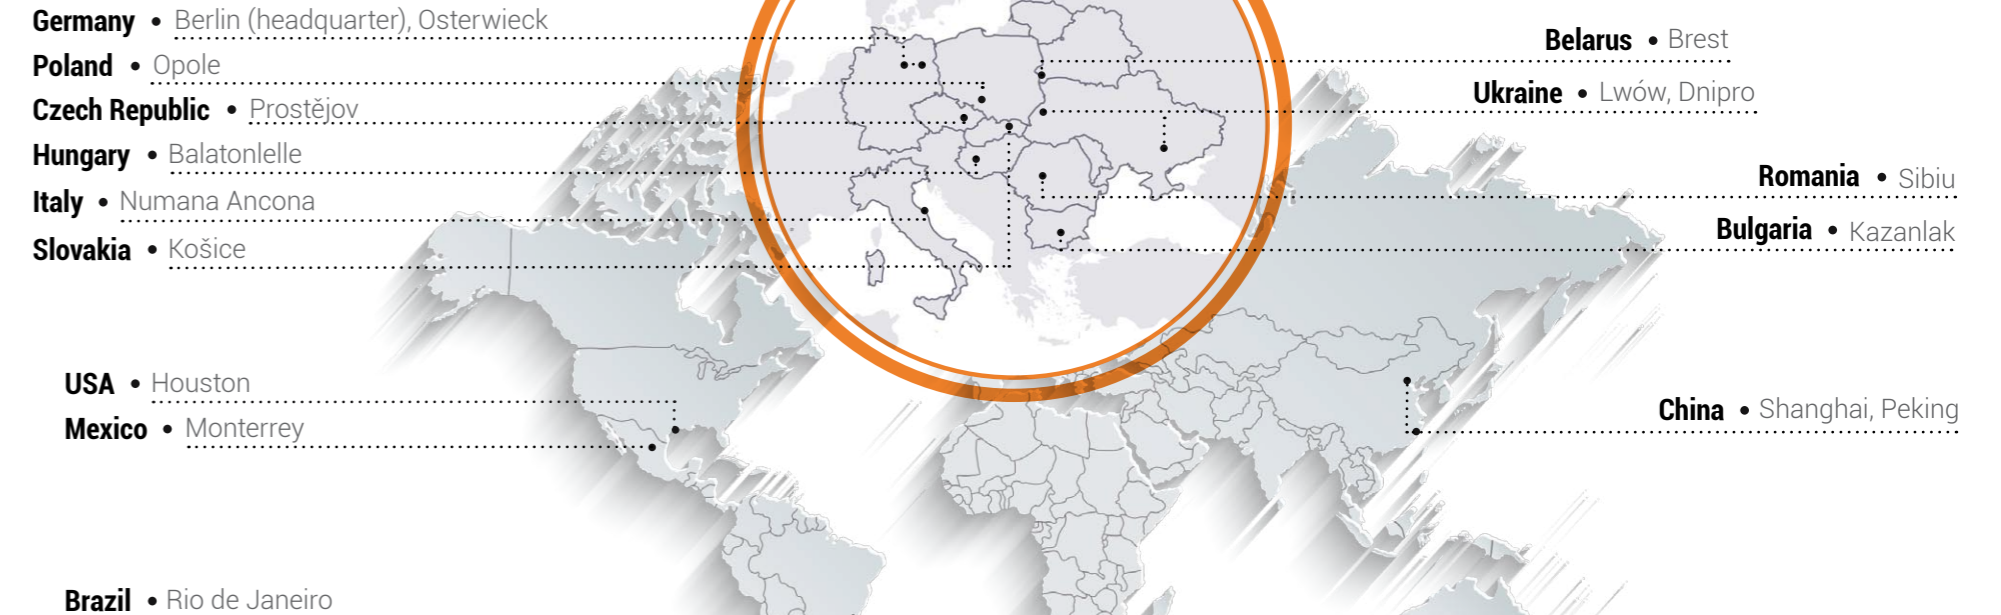 Germany • Berlin (headquarter), Osterwieck
Poland • Opole
Czech Republic • Prostějov
Hungary • Balatonlelle
Italy • Numana Ancona
Slovakia • Košice
USA • Houston
Mexico • Monterrey
Brazil • Rio de Janeiro
Belarus • Brest
Ukraine • Lwów, Dnipro
Romania • Sibiu
Bulgaria • Kazanlak
China • Shanghai, Peking